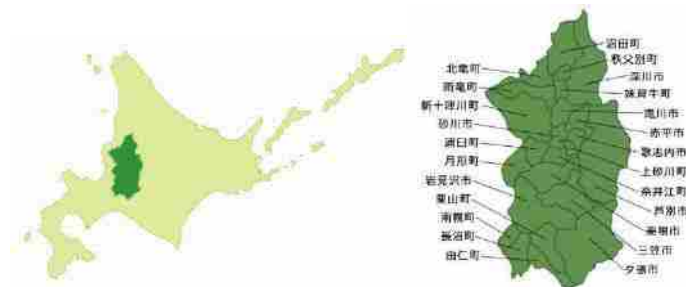 沼田町
秩父別町
北竜町
深川市
雨竜町
妹背牛町
新十津川町
滝川市
砂川市
赤平市
浦臼町
歌志内市
月形町
上砂川町
岩見沢市
奈井江町
栗山町
芦別市
南幌町
美唄市
長沼町
三笠市
由仁町
夕張市